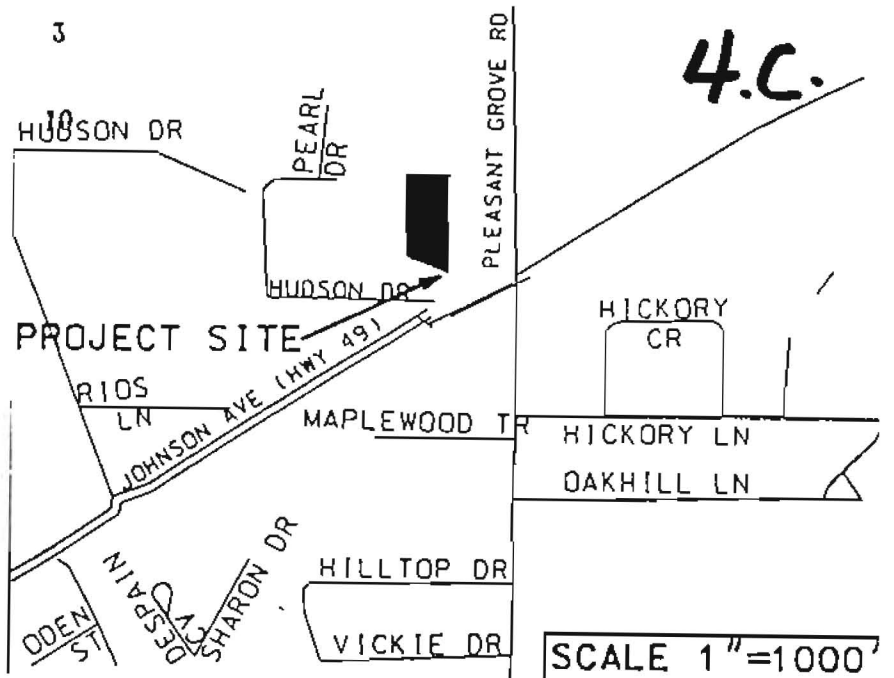 3
4.C.
PLEASANT GROVE RD
10
HUDSON DR
PEARL
DR
HUDSON DR
PROJECT SITE
HICKORY
CR
JOHNSON AVE (HWY 49)
RIOS
LN
MAPLEWOOD TR
HICKORY LN
OAKHILL LN
ODEN
ST
DESPAIN
CV
SHARON DR
HILLTOP DR
VICKIE DR
SCALE 1"=1000'